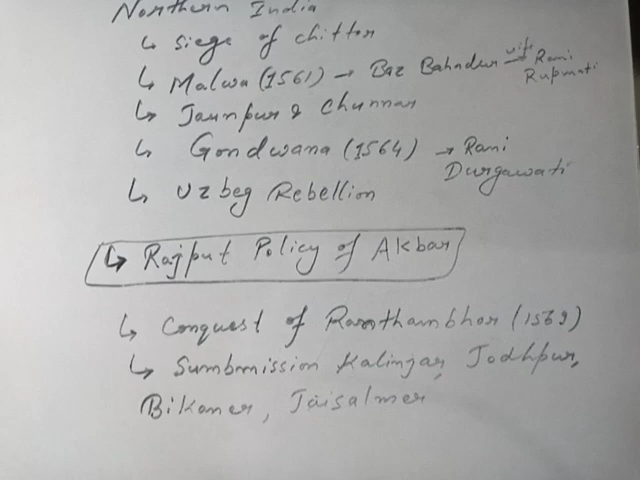 Northern India
↳ siege of chittor
↳ Malwa (1561) → Baz Bahadur wife → Rani Rupmati
↳ Jaunpur & Chunnar
↳ Gondwana (1564) → Rani Durgawati
↳ Uzbeg Rebellion
↳ Rajput Policy of Akbar
↳ Conquest of Ranthambhor (1569)
↳ Sumbmission Kalinjar, Jodhpur,
Bikaner, Jaisalmer